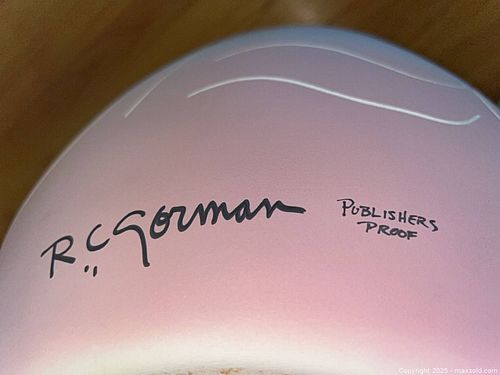 R.C. Gorman
PUBLISHERS
PROOF
Copyright 2025 - maxsold.com